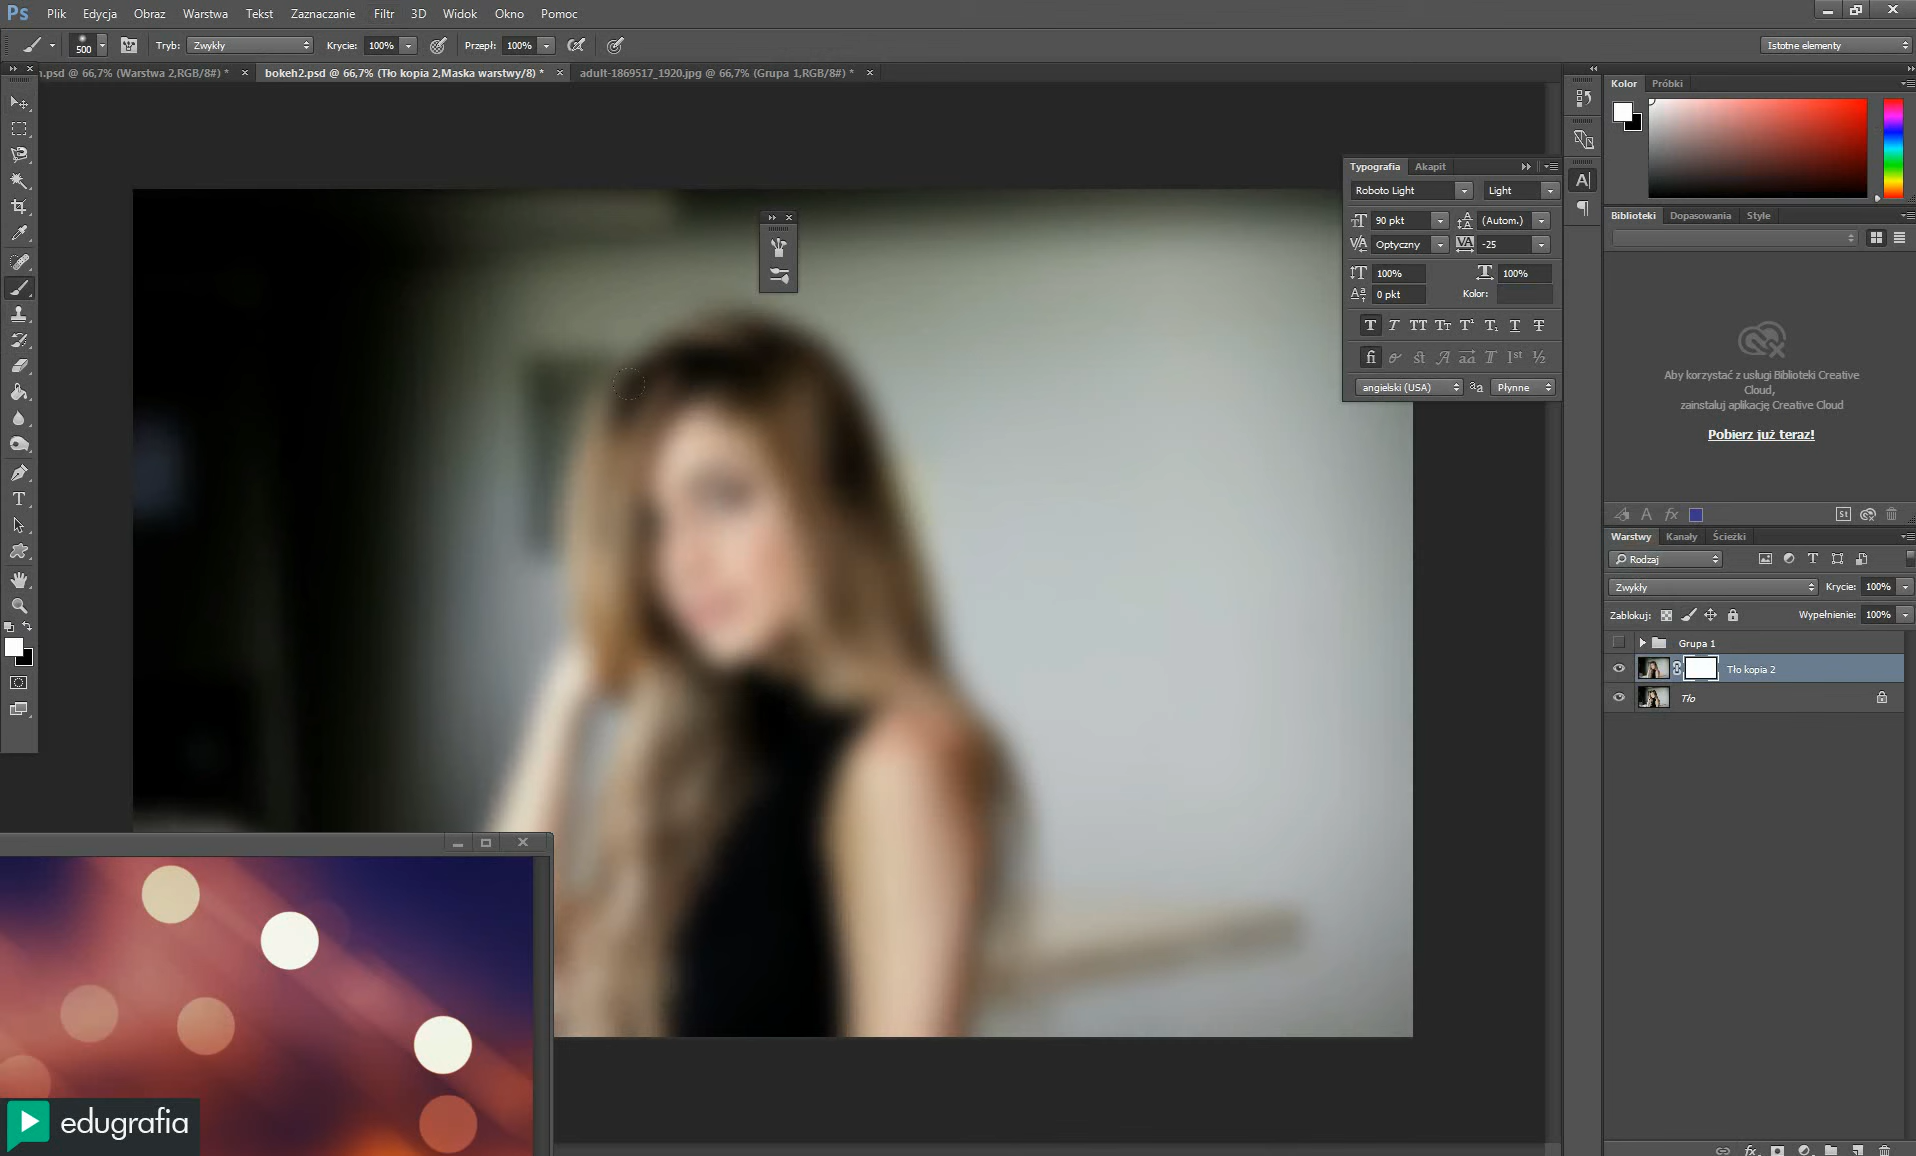 Ps Plik Edycja Obraz Warstwa Tekst Zaznaczanie Filtr 3D Widok Okno Pomoc
500 Tryb: Zwykły Krycie: 100% Przepł: 100% Istotne elementy
.psd @ 66,7% (Warstwa 2,RGB/8#) * bokeh2.psd @ 66,7% (Tło kopia 2,Maska warstwy/8) * adult-1869517_1920.jpg @ 66,7% (Grupa 1,RGB/8#) *
Kolor Próbki
Typografia Akapit
Roboto Light Light
90 pkt (Autom.)
Optyczny -25
100% 100%
0 pkt Kolor:
angielski (USA) aa Płynne
Biblioteki Dopasowania Style
Aby korzystać z usługi Biblioteki Creative
Cloud,
zainstaluj aplikację Creative Cloud
Pobierz już teraz!
St
Warstwy Kanały Ścieżki
Rodzaj
Zwykły Krycie: 100%
Zablokuj: Wypełnienie: 100%
Grupa 1
Tło kopia 2
Tło
edugrafia